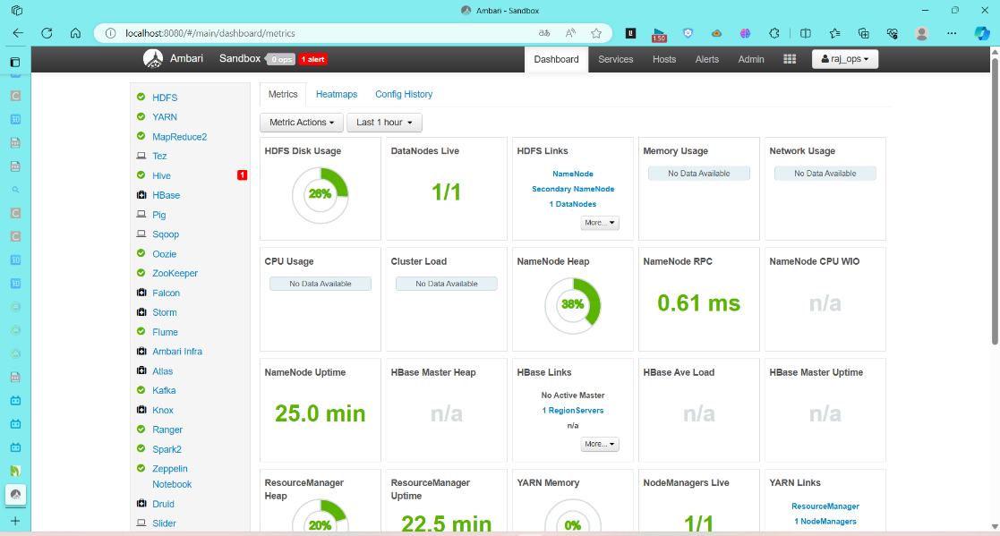 Ambari - Sandbox
localhost:8080/#/main/dashboard/metrics
1.50
Ambari Sandbox 0 ops 1 alert Dashboard Services Hosts Alerts Admin raj_ops
HDFS
YARN
MapReduce2
Tez
Hive 1
HBase
Pig
Sqoop
Oozie
ZooKeeper
Falcon
Storm
Flume
Ambari Infra
Atlas
Kafka
Knox
Ranger
Spark2
Zeppelin
Notebook
Druid
Slider
Metrics Heatmaps Config History
Metric Actions Last 1 hour
HDFS Disk Usage
26%
DataNodes Live
1/1
HDFS Links
NameNode
Secondary NameNode
1 DataNodes
More...
Memory Usage
No Data Available
Network Usage
No Data Available
CPU Usage
No Data Available
Cluster Load
No Data Available
NameNode Heap
38%
NameNode RPC
0.61 ms
NameNode CPU WIO
n/a
NameNode Uptime
25.0 min
HBase Master Heap
n/a
HBase Links
No Active Master
1 RegionServers
n/a
More...
HBase Ave Load
n/a
HBase Master Uptime
n/a
ResourceManager
Heap
20%
ResourceManager
Uptime
22.5 min
YARN Memory
0%
NodeManagers Live
1/1
YARN Links
ResourceManager
1 NodeManagers